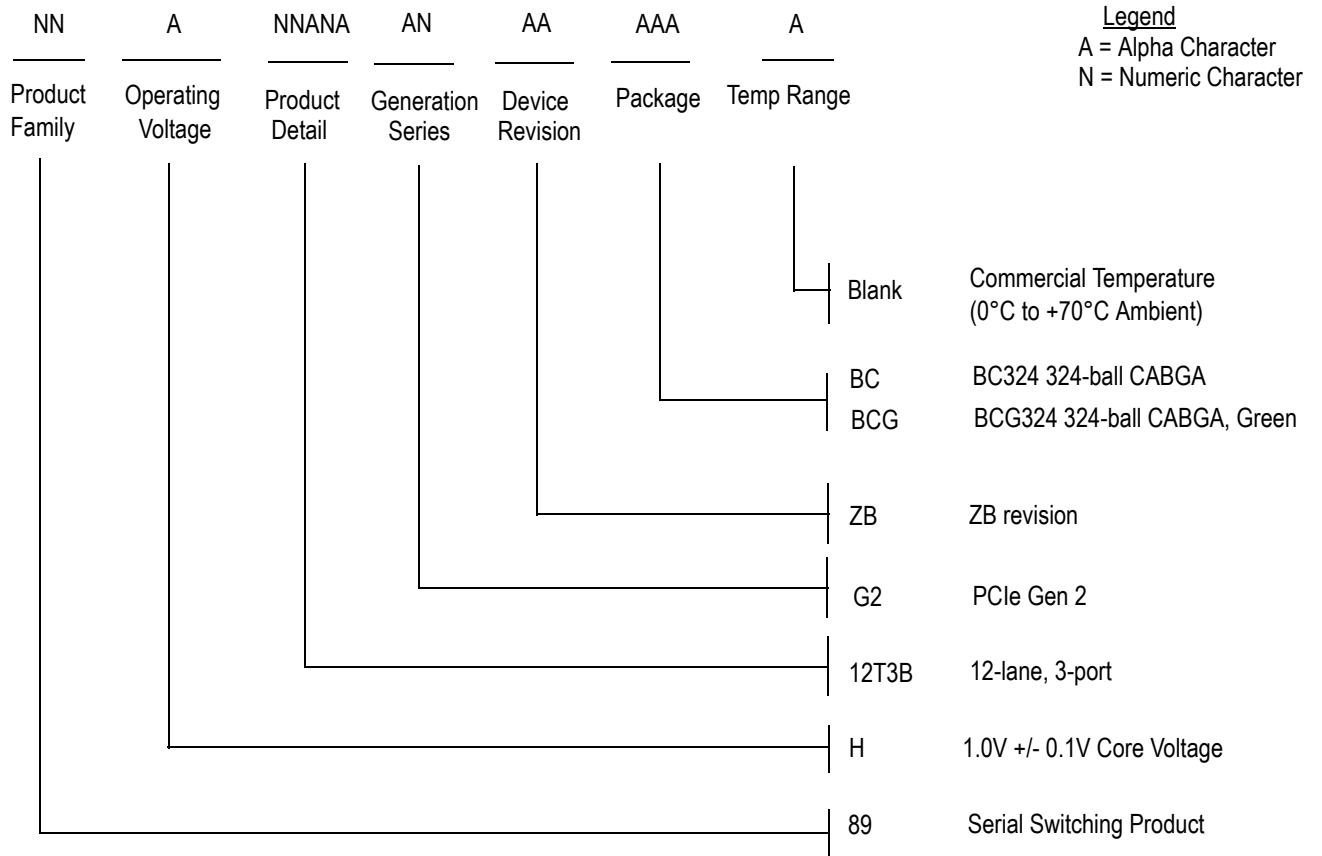 NN A NNANA AN AA AAA A
Legend
A = Alpha Character
N = Numeric Character
Product Family
Operating Voltage
Product Detail
Generation Series
Device Revision
Package
Temp Range
Blank Commercial Temperature
(0°C to +70°C Ambient)
BC BC324 324-ball CABGA
BCG BCG324 324-ball CABGA, Green
ZB ZB revision
G2 PCIe Gen 2
12T3B 12-lane, 3-port
H 1.0V +/- 0.1V Core Voltage
89 Serial Switching Product